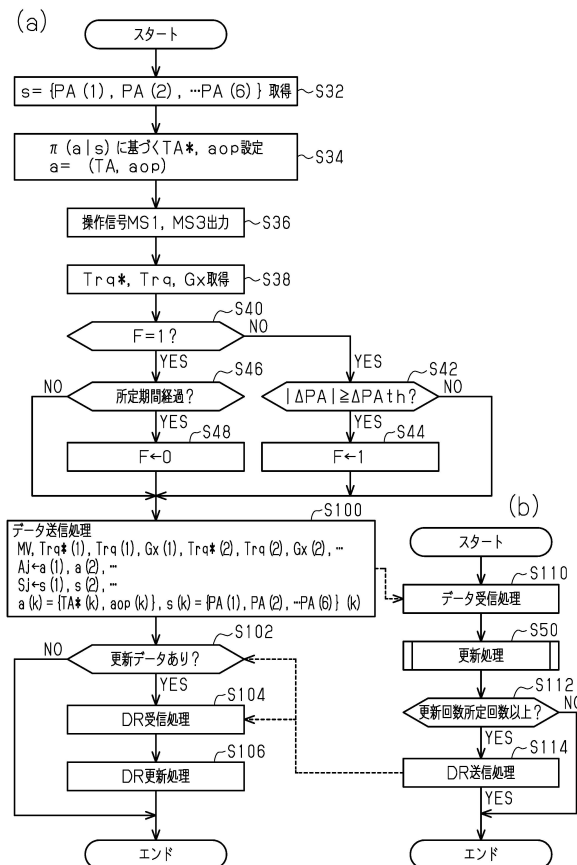 (a)
スタート
s= {PA (1), PA (2), …PA (6) } 取得
S32
π (a|s) に基づくTA*, aop設定
a= (TA, aop)
S34
操作信号MS1, MS3出力
S36
Trq*, Trq, Gx取得
S38
F=1?
S40
NO
YES
YES
所定期間経過?
S46
NO
YES
|ΔPA|≧ΔPAth?
S42
NO
YES
F←0
S48
F←1
S44
データ送信処理
MV, Trq* (1), Trq (1), Gx (1), Trq* (2), Trq (2), Gx (2), …
Aj←a (1), a (2), …
Sj←s (1), s (2), …
a (k) = {TA* (k), aop (k) }, s (k) = {PA (1), PA (2), …PA (6) } (k)
S100
更新データあり?
S102
NO
YES
DR受信処理
S104
DR更新処理
S106
エンド
(b)
スタート
データ受信処理
S110
更新処理
S50
更新回数所定回数以上?
S112
NO
YES
DR送信処理
S114
YES
エンド